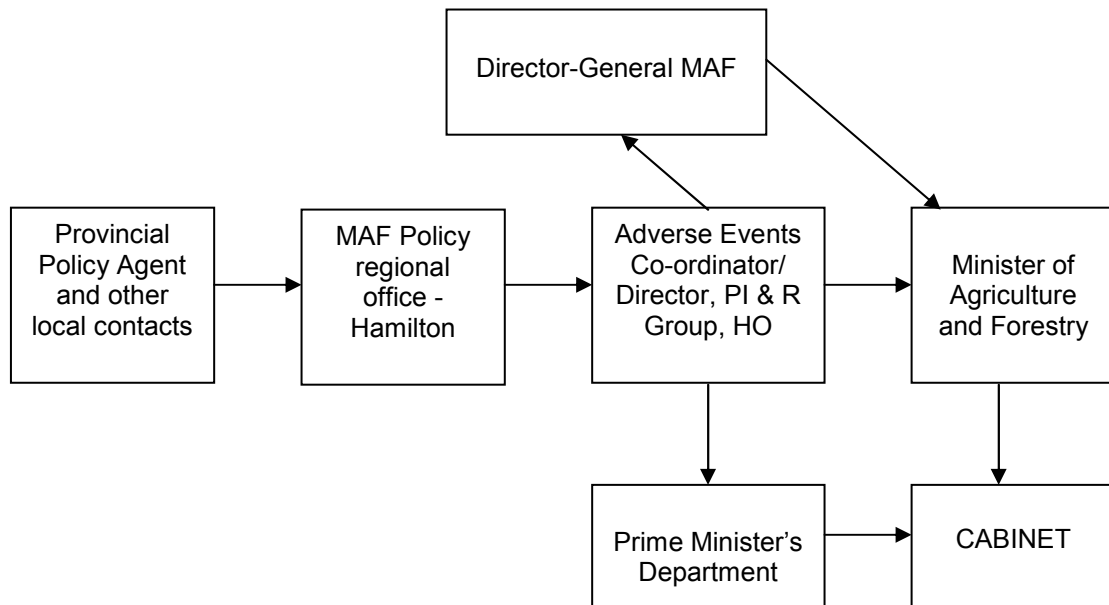 Director-General MAF
Provincial
Policy Agent
and other
local contacts
MAF Policy
regional
office -
Hamilton
Adverse Events
Co-ordinator/
Director, PI & R
Group, HO
Minister of
Agriculture
and Forestry
Prime Minister’s
Department
CABINET